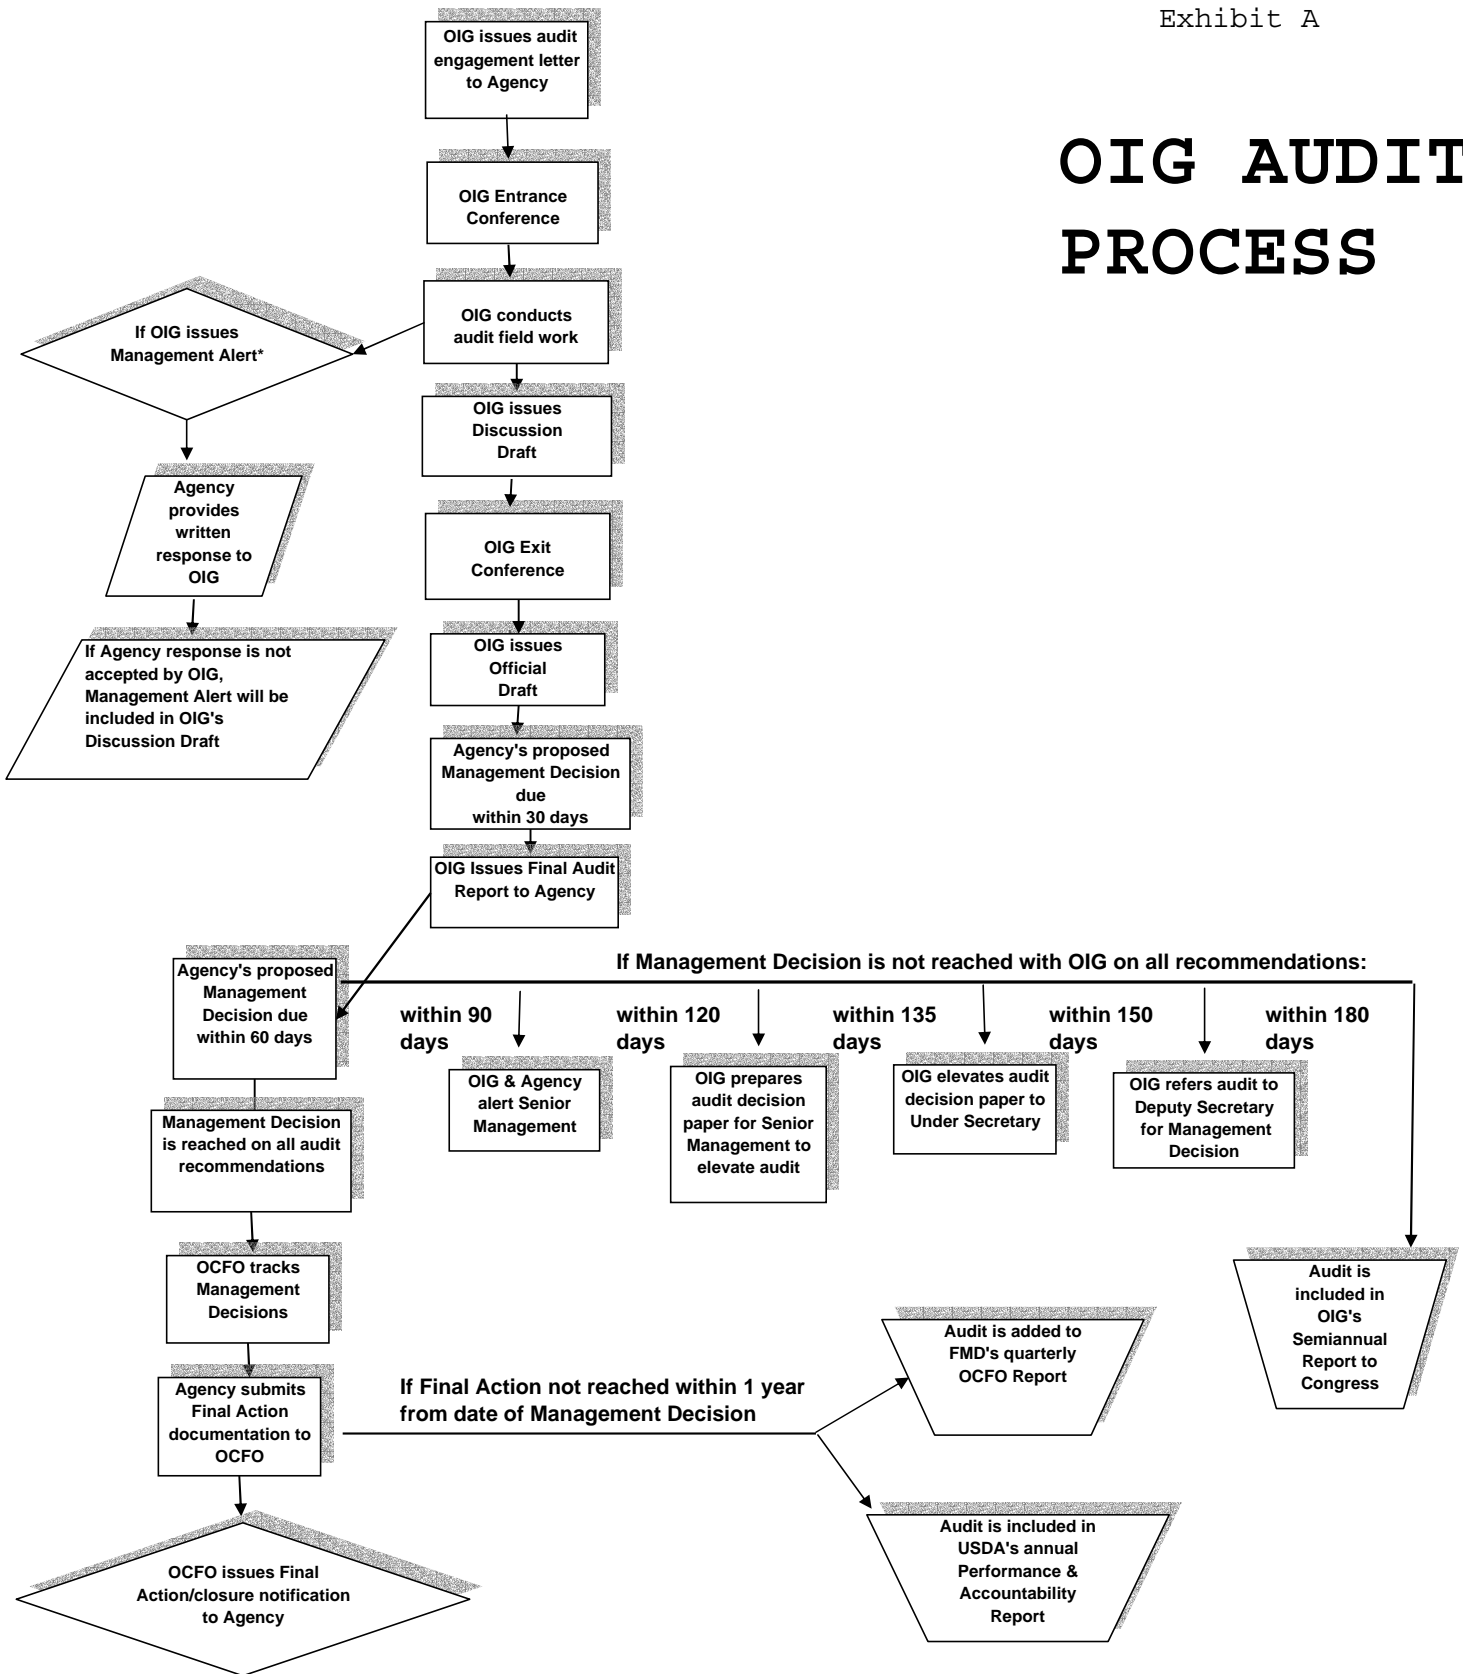 Exhibit A
OIG AUDIT
PROCESS
OIG issues audit
engagement letter
to Agency
OIG Entrance
Conference
OIG conducts
audit field work
If OIG issues
Management Alert*
Agency
provides
written
response to
OIG
If Agency response is not
accepted by OIG,
Management Alert will be
included in OIG's
Discussion Draft
OIG issues
Discussion
Draft
OIG Exit
Conference
OIG issues
Official
Draft
Agency's proposed
Management Decision
due
within 30 days
OIG Issues Final Audit
Report to Agency
Agency's proposed
Management
Decision due
within 60 days
If Management Decision is not reached with OIG on all recommendations:
within 90
days
OIG & Agency
alert Senior
Management
within 120
days
OIG prepares
audit decision
paper for Senior
Management to
elevate audit
within 135
days
OIG elevates audit
decision paper to
Under Secretary
within 150
days
OIG refers audit to
Deputy Secretary
for Management
Decision
within 180
days
Audit is
included in
OIG's
Semiannual
Report to
Congress
Management Decision
is reached on all audit
recommendations
OCFO tracks
Management
Decisions
Agency submits
Final Action
documentation to
OCFO
If Final Action not reached within 1 year
from date of Management Decision
Audit is added to
FMD's quarterly
OCFO Report
Audit is included in
USDA's annual
Performance &
Accountability
Report
OCFO issues Final
Action/closure notification
to Agency